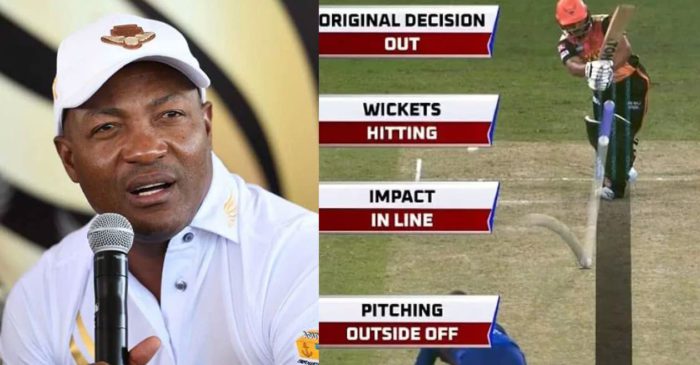 ORIGINAL DECISION
OUT
WICKETS
HITTING
IMPACT
IN LINE
PITCHING
OUTSIDE OFF